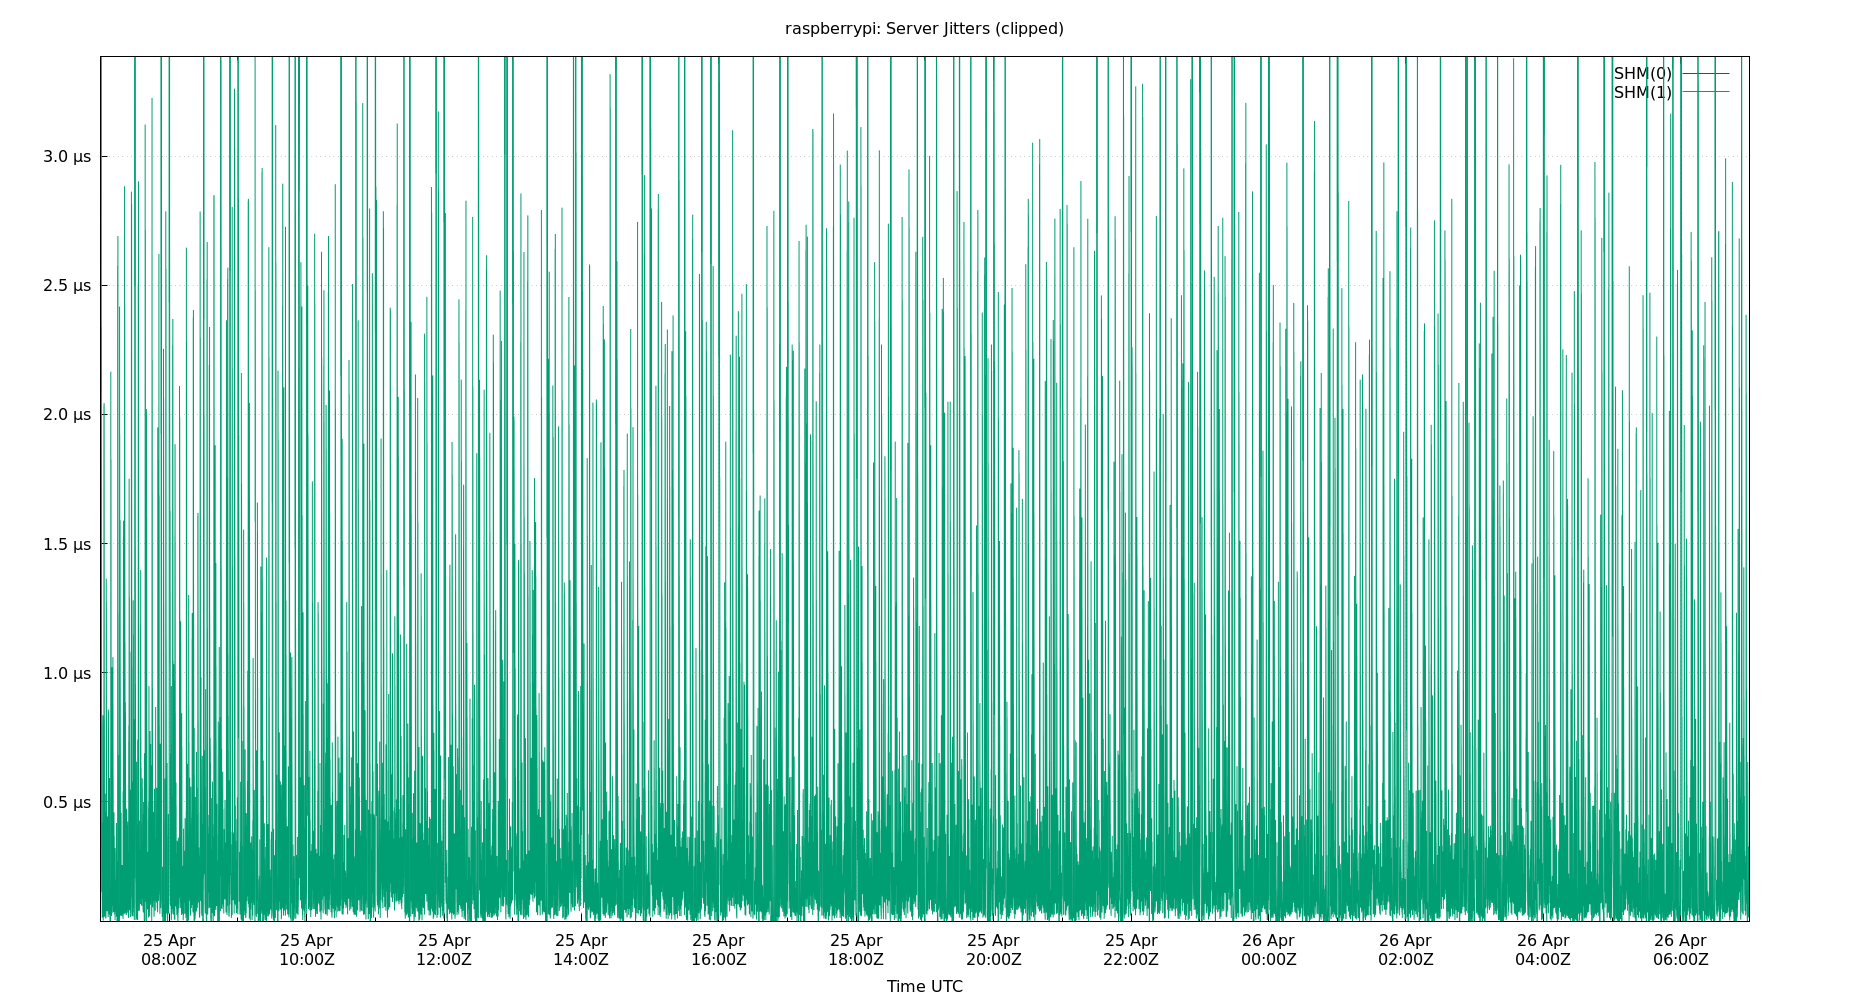 raspberrypi: Server Jitters (clipped)
SHM(0)
SHM(1)
3.0 µs
2.5 µs
2.0 µs
1.5 µs
1.0 µs
0.5 µs
25 Apr 25 Apr 25 Apr 25 Apr 25 Apr 25 Apr 25 Apr 25 Apr 26 Apr 26 Apr 26 Apr 26 Apr
08:00Z 10:00Z 12:00Z 14:00Z 16:00Z 18:00Z 20:00Z 22:00Z 00:00Z 02:00Z 04:00Z 06:00Z
Time UTC